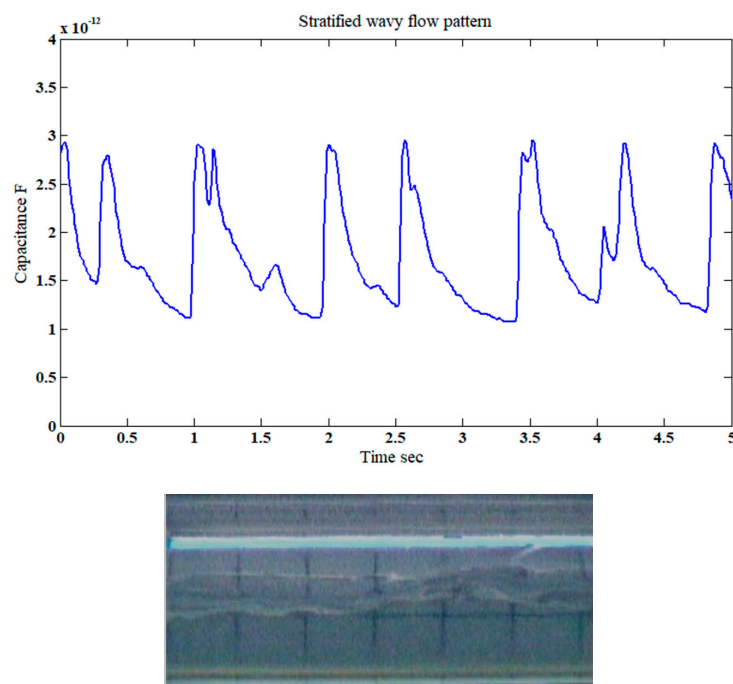 Stratified wavy flow pattern
x 10⁻¹²
4
3.5
3
2.5
2
1.5
1
0.5
0
Capacitance F
0 0.5 1 1.5 2 2.5 3 3.5 4 4.5 5
Time sec